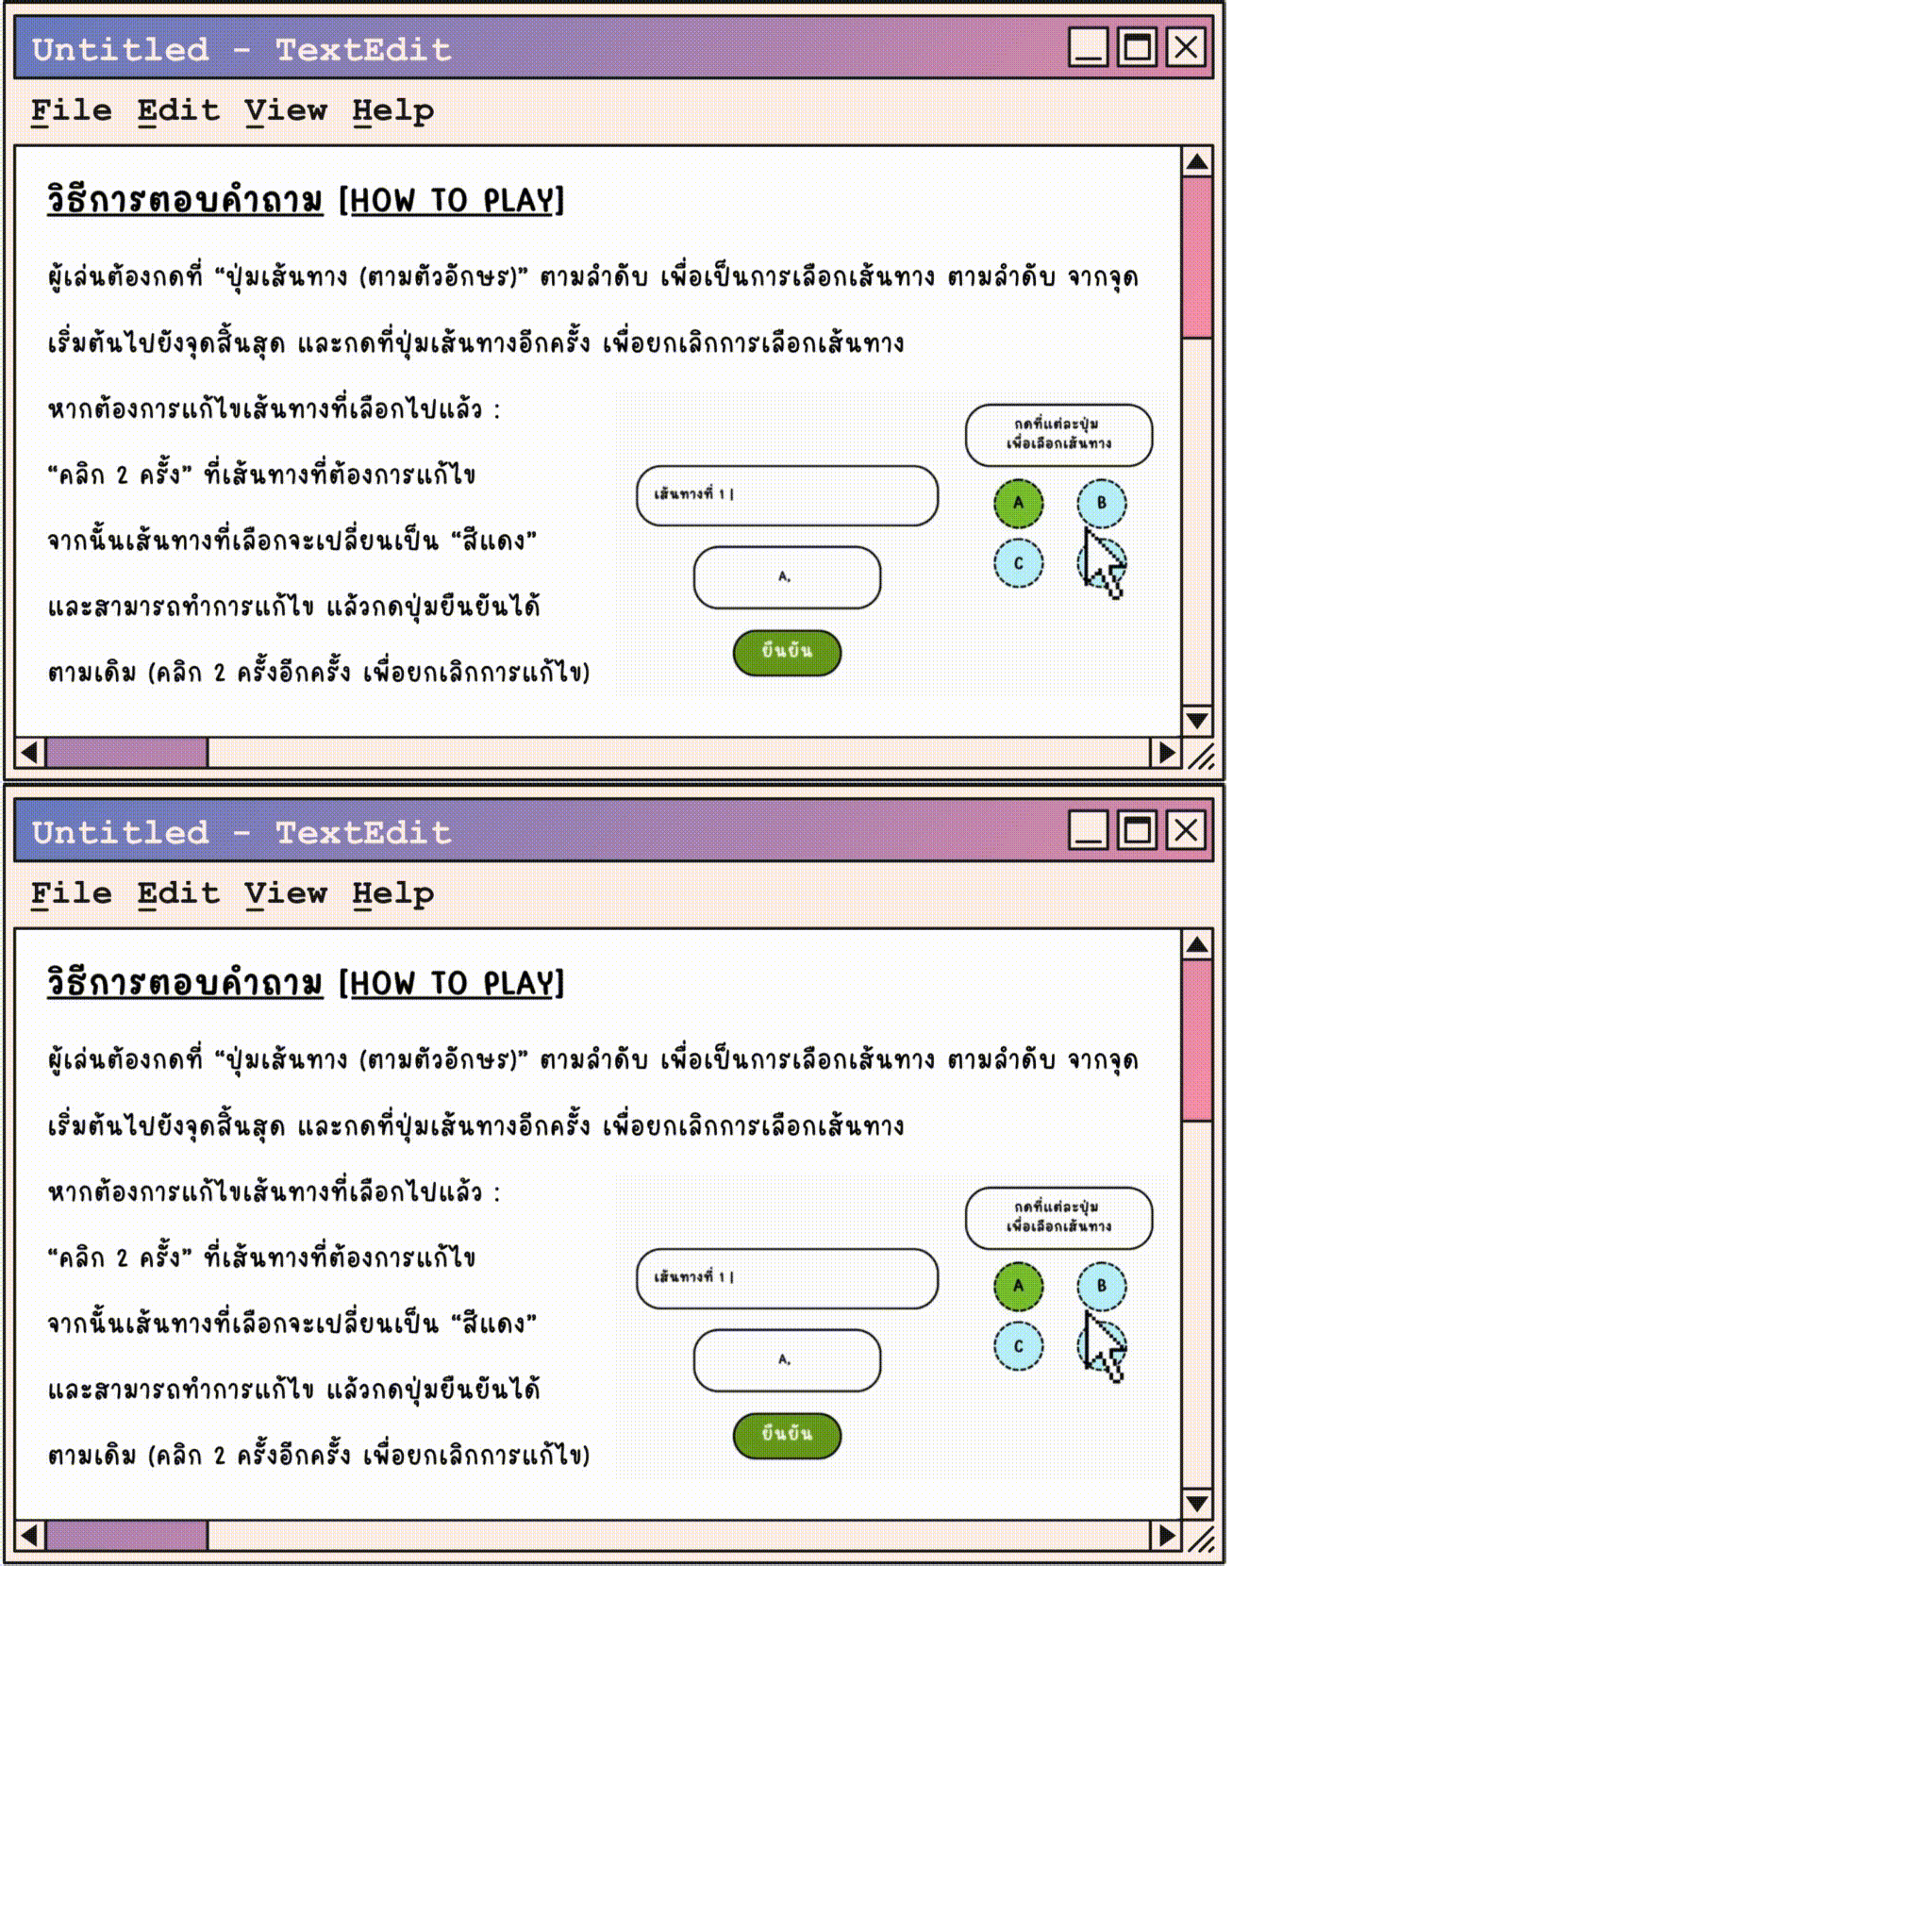 Untitled - TextEdit
File Edit View Help
วิธีการตอบคำถาม [HOW TO PLAY]
ผู้เล่นต้องกดที่ “ปุ่มเส้นทาง (ตามตัวอักษร)” ตามลำดับ เพื่อเป็นการเลือกเส้นทาง ตามลำดับ จากจุด
เริ่มต้นไปยังจุดสิ้นสุด และกดที่ปุ่มเส้นทางอีกครั้ง เพื่อยกเลิกการเลือกเส้นทาง
หากต้องการแก้ไขเส้นทางที่เลือกไปแล้ว :
“คลิก 2 ครั้ง” ที่เส้นทางที่ต้องการแก้ไข
จากนั้นเส้นทางที่เลือกจะเปลี่ยนเป็น “สีแดง”
และสามารถทำการแก้ไข แล้วกดปุ่มยืนยันได้
ตามเดิม (คลิก 2 ครั้งอีกครั้ง เพื่อยกเลิกการแก้ไข)
กดที่แต่ละปุ่ม
เพื่อเลือกเส้นทาง
เส้นทางที่ 1 |
A B
C
A,
ยืนยัน
Untitled - TextEdit
File Edit View Help
วิธีการตอบคำถาม [HOW TO PLAY]
ผู้เล่นต้องกดที่ “ปุ่มเส้นทาง (ตามตัวอักษร)” ตามลำดับ เพื่อเป็นการเลือกเส้นทาง ตามลำดับ จากจุด
เริ่มต้นไปยังจุดสิ้นสุด และกดที่ปุ่มเส้นทางอีกครั้ง เพื่อยกเลิกการเลือกเส้นทาง
หากต้องการแก้ไขเส้นทางที่เลือกไปแล้ว :
“คลิก 2 ครั้ง” ที่เส้นทางที่ต้องการแก้ไข
จากนั้นเส้นทางที่เลือกจะเปลี่ยนเป็น “สีแดง”
และสามารถทำการแก้ไข แล้วกดปุ่มยืนยันได้
ตามเดิม (คลิก 2 ครั้งอีกครั้ง เพื่อยกเลิกการแก้ไข)
กดที่แต่ละปุ่ม
เพื่อเลือกเส้นทาง
เส้นทางที่ 1 |
A B
C
A,
ยืนยัน